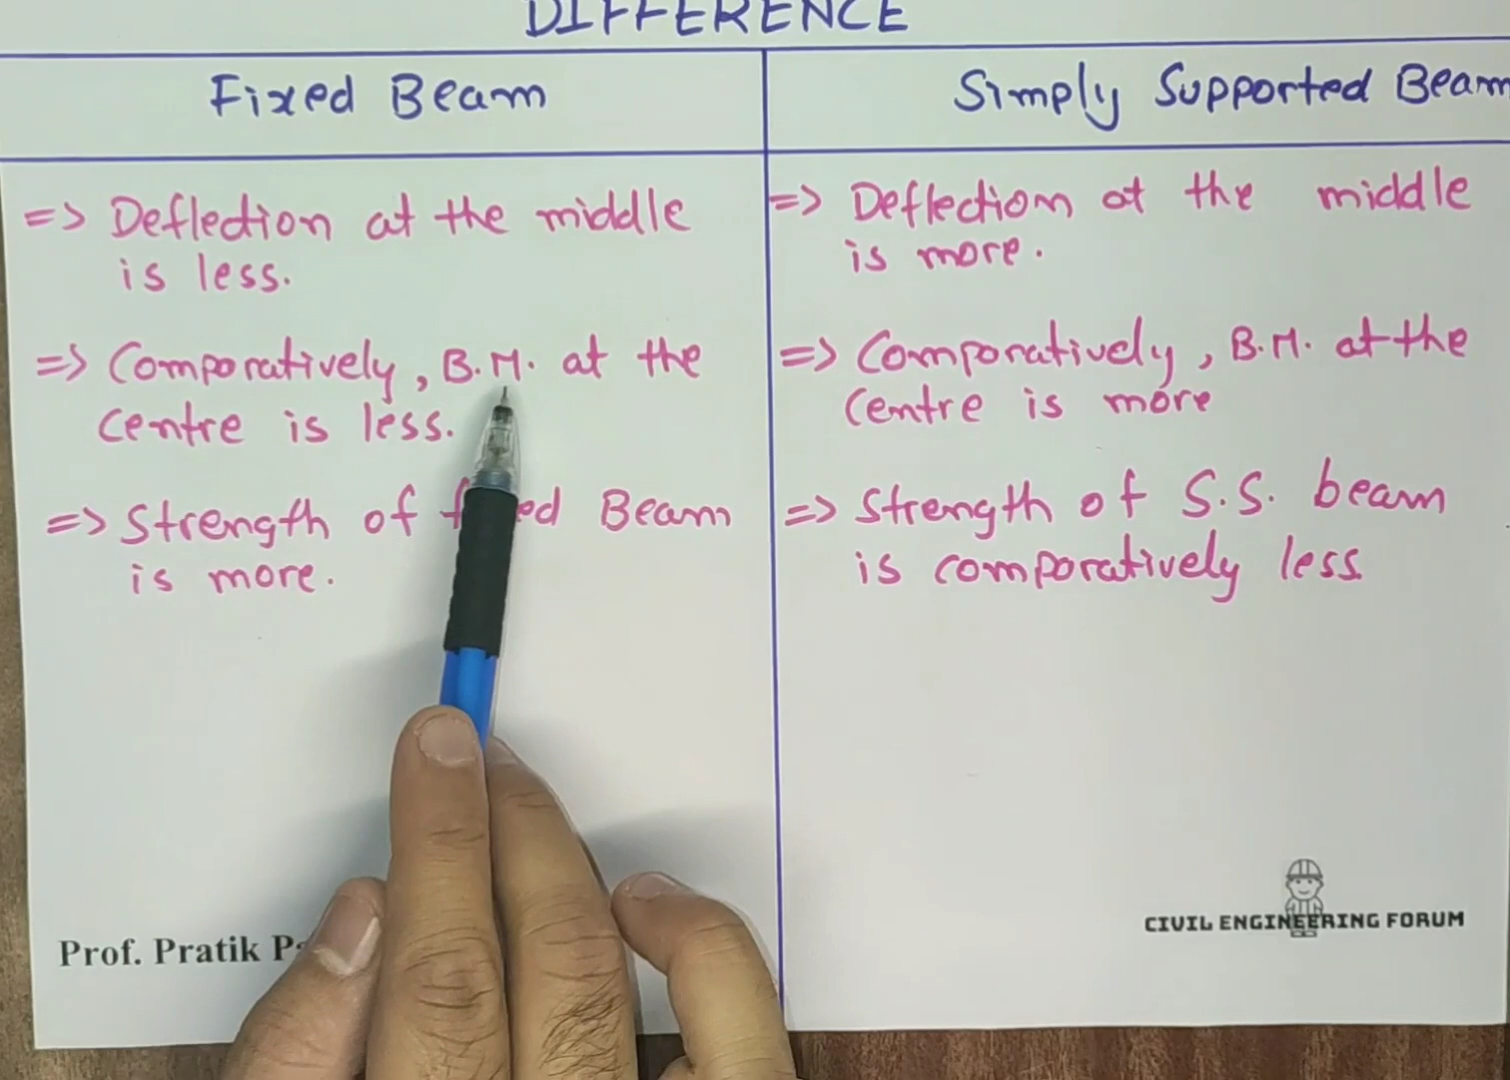 DIFFERENCE
Fixed Beam
Simply Supported Beam
=> Deflection at the middle
is less.
=> Comparatively, B.M. at the
centre is less.
=> Strength of Beam
is more.
=> Deflection at the middle
is more.
=> Comparatively, B.M. at the
Centre is more
=> Strength of S.S. beam
is comparatively less.
Prof. Pratik
CIVIL ENGINEERING FORUM